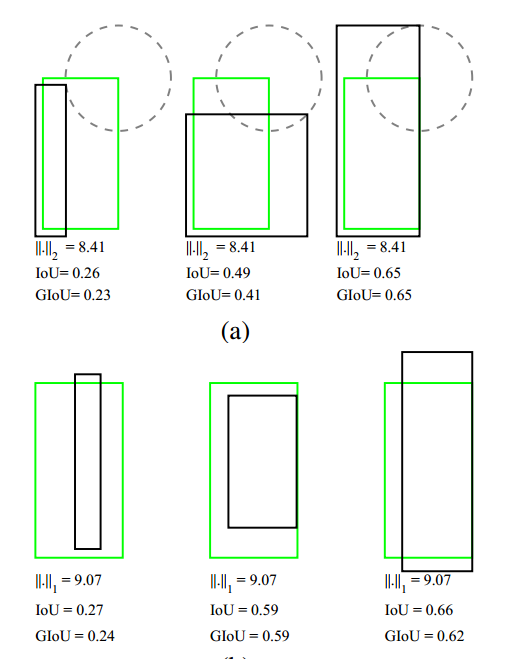 ||.||₂ = 8.41 ||.||₂ = 8.41 ||.||₂ = 8.41
IoU= 0.26 IoU= 0.49 IoU= 0.65
GIoU= 0.23 GIoU= 0.41 GIoU= 0.65
(a)
||.||₁ = 9.07 ||.||₁ = 9.07 ||.||₁ = 9.07
IoU = 0.27 IoU = 0.59 IoU = 0.66
GIoU = 0.24 GIoU = 0.59 GIoU = 0.62